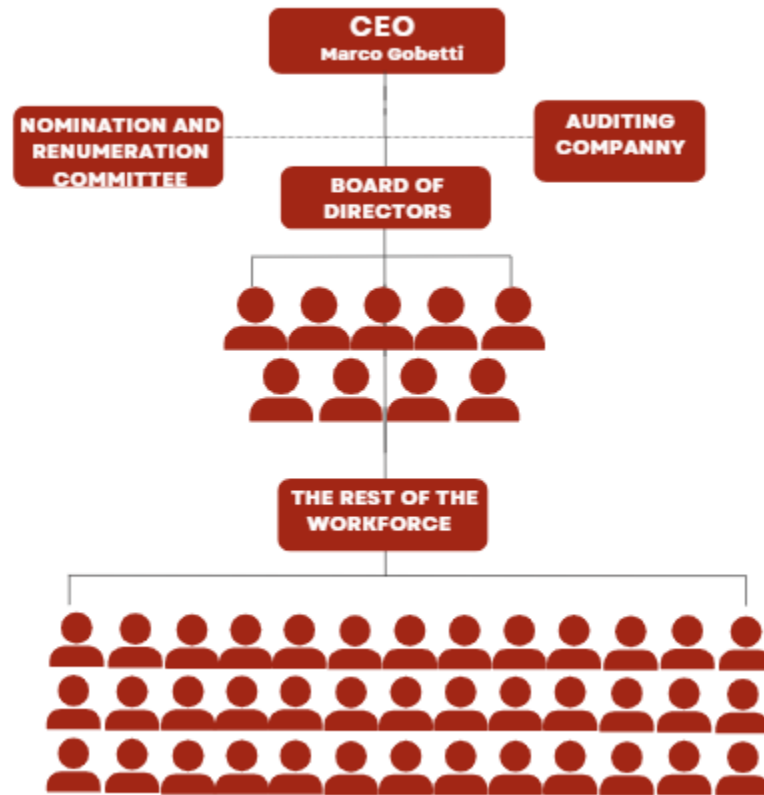 CEO
Marco Gobetti
NOMINATION AND
RENUMERATION
COMMITTEE
AUDITING
COMPANNY
BOARD OF
DIRECTORS
THE REST OF THE
WORKFORCE